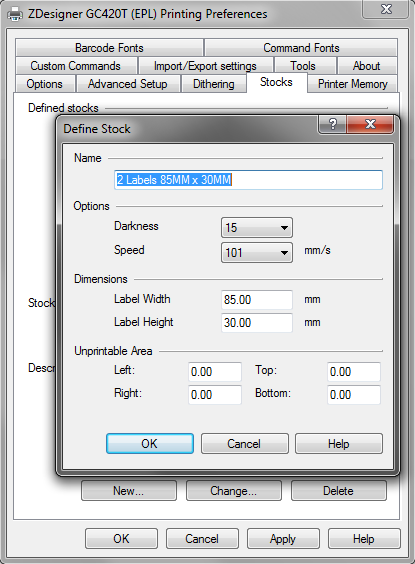 ZDesigner GC420T (EPL) Printing Preferences
Barcode Fonts Command Fonts
Custom Commands Import/Export settings Tools About
Options Advanced Setup Dithering Stocks Printer Memory
Defined stocks
Define Stock
Name
2 Labels 85MM x 30MM
Options
Darkness 15
Speed 101 mm/s
Dimensions
Label Width 85.00 mm
Stock
Label Height 30.00 mm
Unprintable Area
Descr
Left: 0.00 Top: 0.00
Right: 0.00 Bottom: 0.00
OK Cancel Help
New... Change... Delete
OK Cancel Apply Help